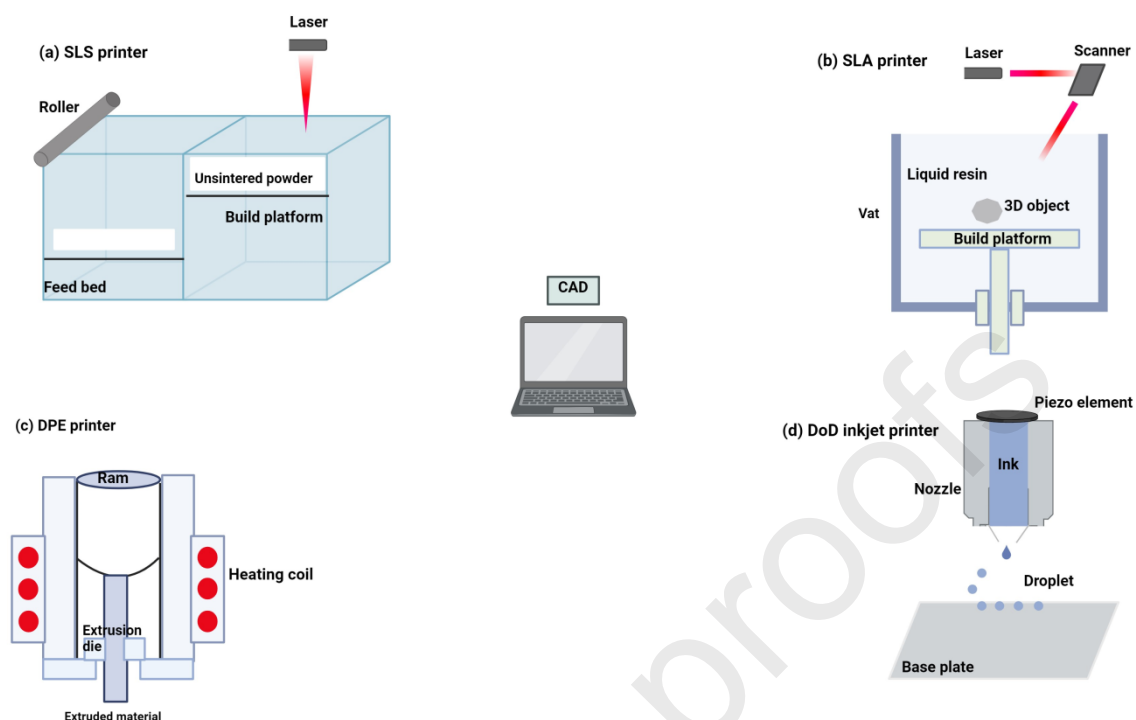 (a) SLS printer
Laser
Roller
Unsintered powder
Build platform
Feed bed
(b) SLA printer
Laser
Scanner
Liquid resin
3D object
Vat
Build platform
CAD
(c) DPE printer
Ram
Heating coil
Extrusion
die
Extruded material
(d) DoD inkjet printer
Piezo element
Ink
Nozzle
Droplet
Base plate
proofs